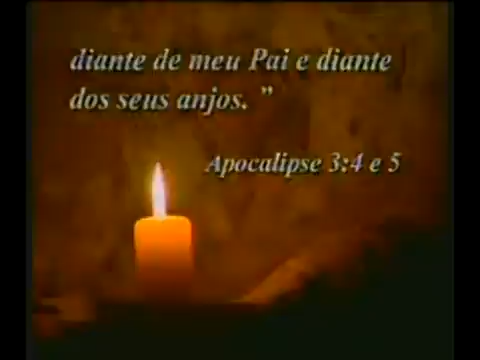 diante de meu Pai e diante
dos seus anjos. ”
Apocalipse 3:4 e 5